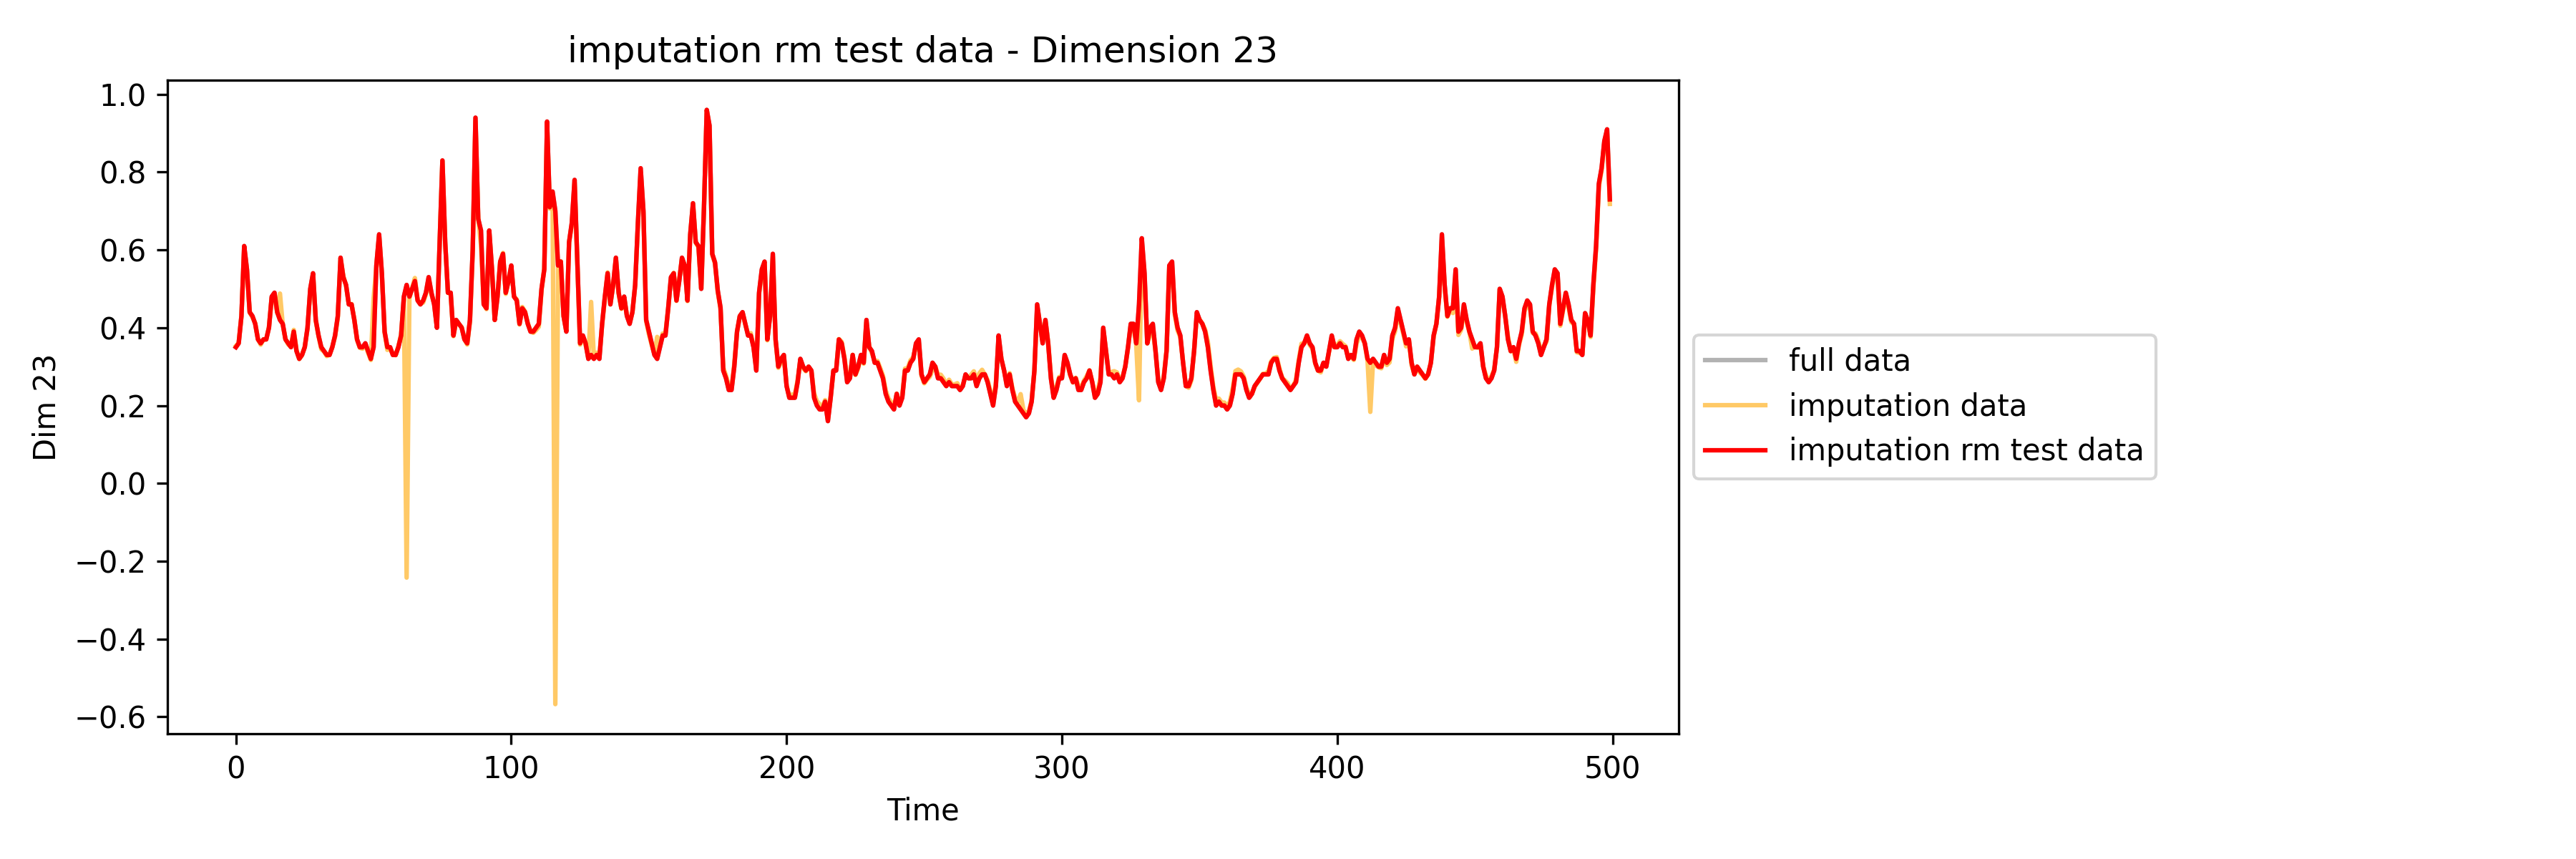 imputation rm test data - Dimension 23
1.0
0.8
0.6
0.4
0.2
0.0
−0.2
−0.4
−0.6
Dim 23
0 100 200 300 400 500
Time
full data
imputation data
imputation rm test data